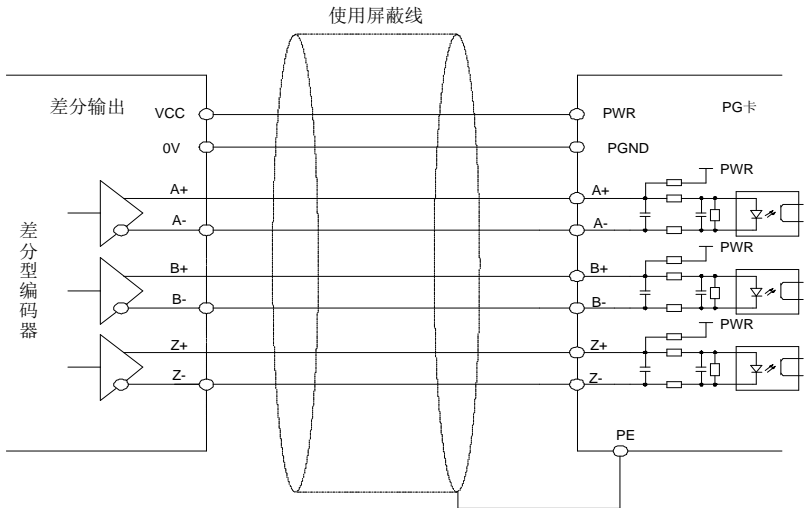 使用屏蔽线
差分输出
VCC
PWR
PG卡
0V
PGND
PWR
A+
A+
A-
A-
PWR
差分型编码器
B+
B+
B-
B-
PWR
Z+
Z+
Z-
Z-
PE